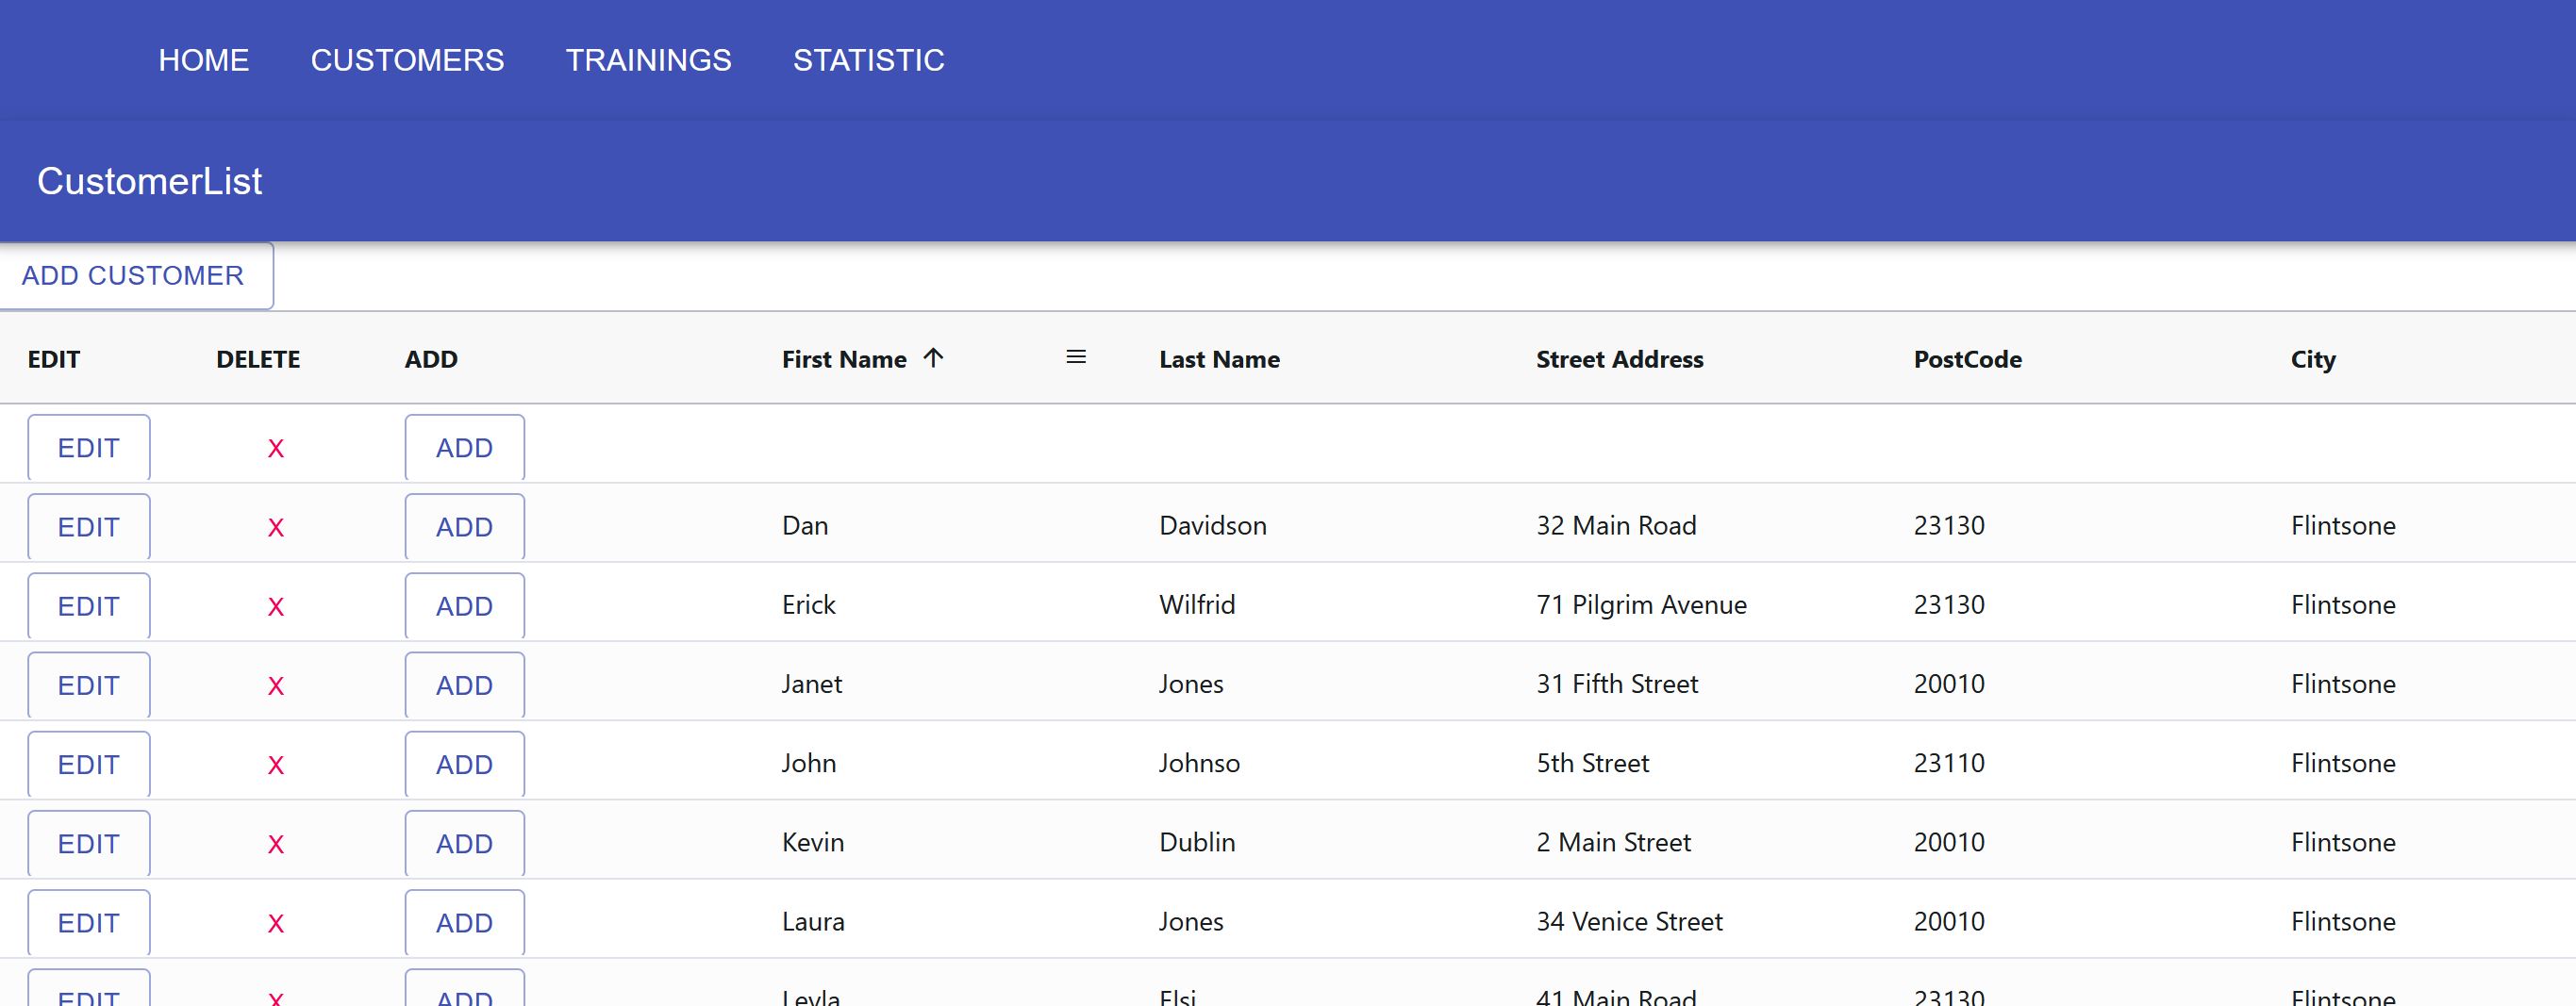 HOME CUSTOMERS TRAININGS STATISTIC
CustomerList
ADD CUSTOMER
EDIT DELETE ADD First Name Last Name Street Address PostCode City
EDIT X ADD
EDIT X ADD Dan Davidson 32 Main Road 23130 Flintsone
EDIT X ADD Erick Wilfrid 71 Pilgrim Avenue 23130 Flintsone
EDIT X ADD Janet Jones 31 Fifth Street 20010 Flintsone
EDIT X ADD John Johnso 5th Street 23110 Flintsone
EDIT X ADD Kevin Dublin 2 Main Street 20010 Flintsone
EDIT X ADD Laura Jones 34 Venice Street 20010 Flintsone
EDIT X ADD Leyla Elsi 41 Main Road 23130 Flintsone